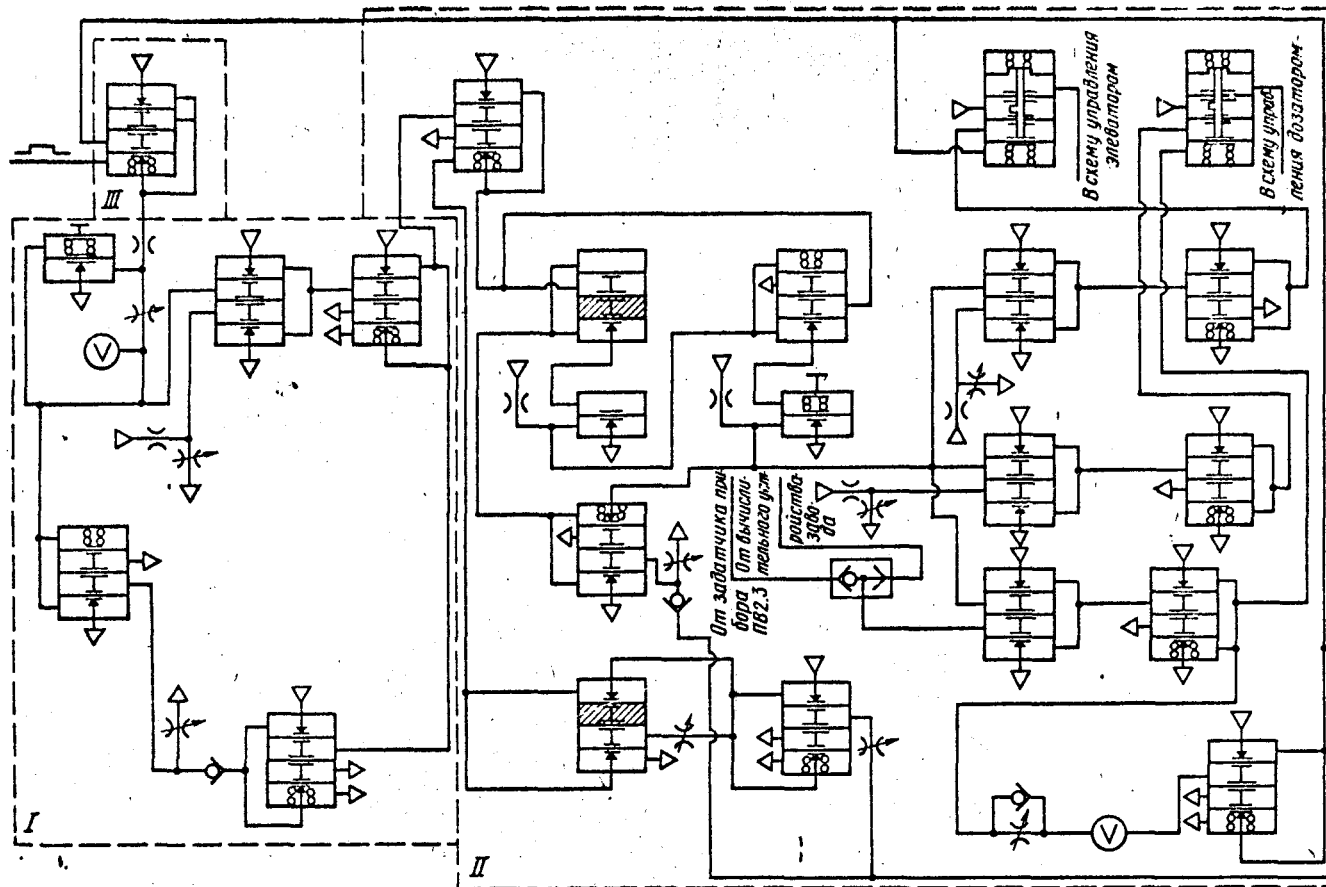 В схему управления
элеватором
В схему управ-
ления дозатором-
III
От задатчика при-
бора
ПВ2.3
От вычисли-
тельного уст-
ройства
заво-
да
V
V
I
II